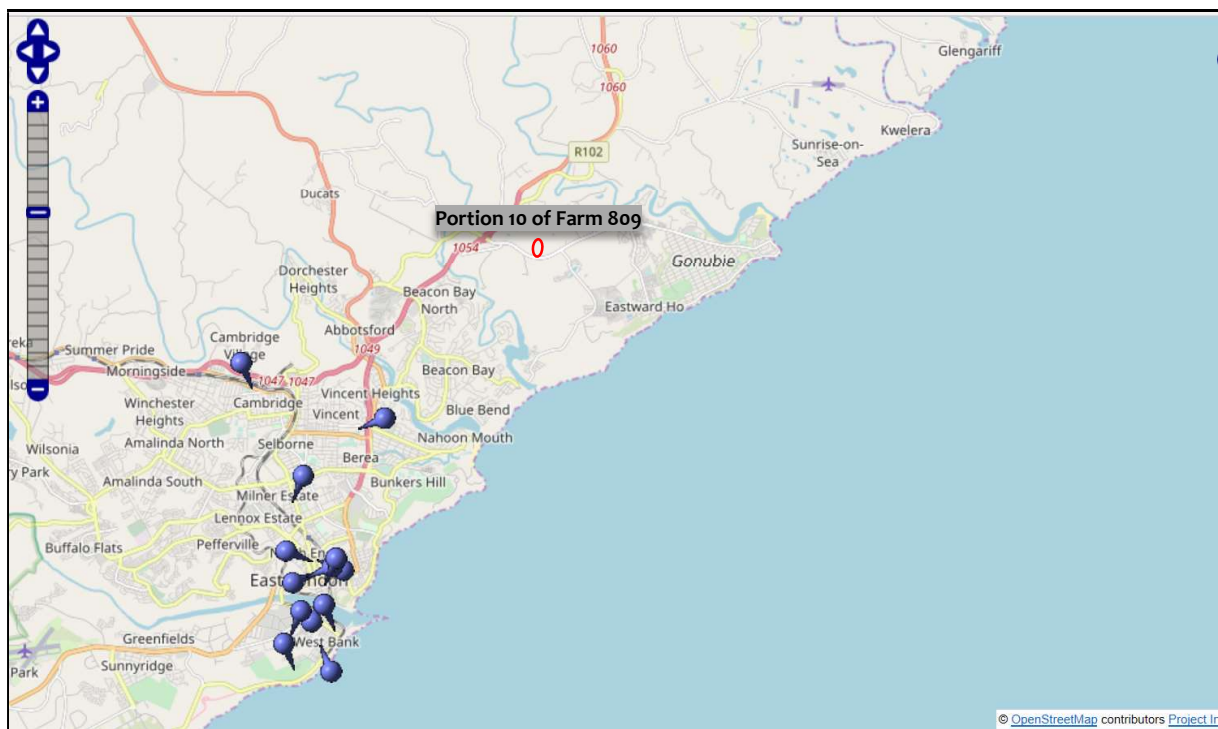 Glengariff
1060
1060
Kwelera
Sunrise-on-
Sea
R102
Ducats
Portion 10 of Farm 809
1054
Gonubie
Dorchester
Heights
Beacon Bay
North
Eastward Ho
Abbotsford
Cambridge
Village
Summer Pride
1049
Morningside
1047 1047
Beacon Bay
Vincent Heights
Winchester
Heights
Cambridge
Vincent
Blue Bend
Amalinda North
Selborne
Nahoon Mouth
Wilsonia
Berea
Amalinda South
Bunkers Hill
Milner Estate
Lennox Estate
Buffalo Flats
Pefferville
Greenfields
West Bank
Sunnyridge
Park
© OpenStreetMap contributors